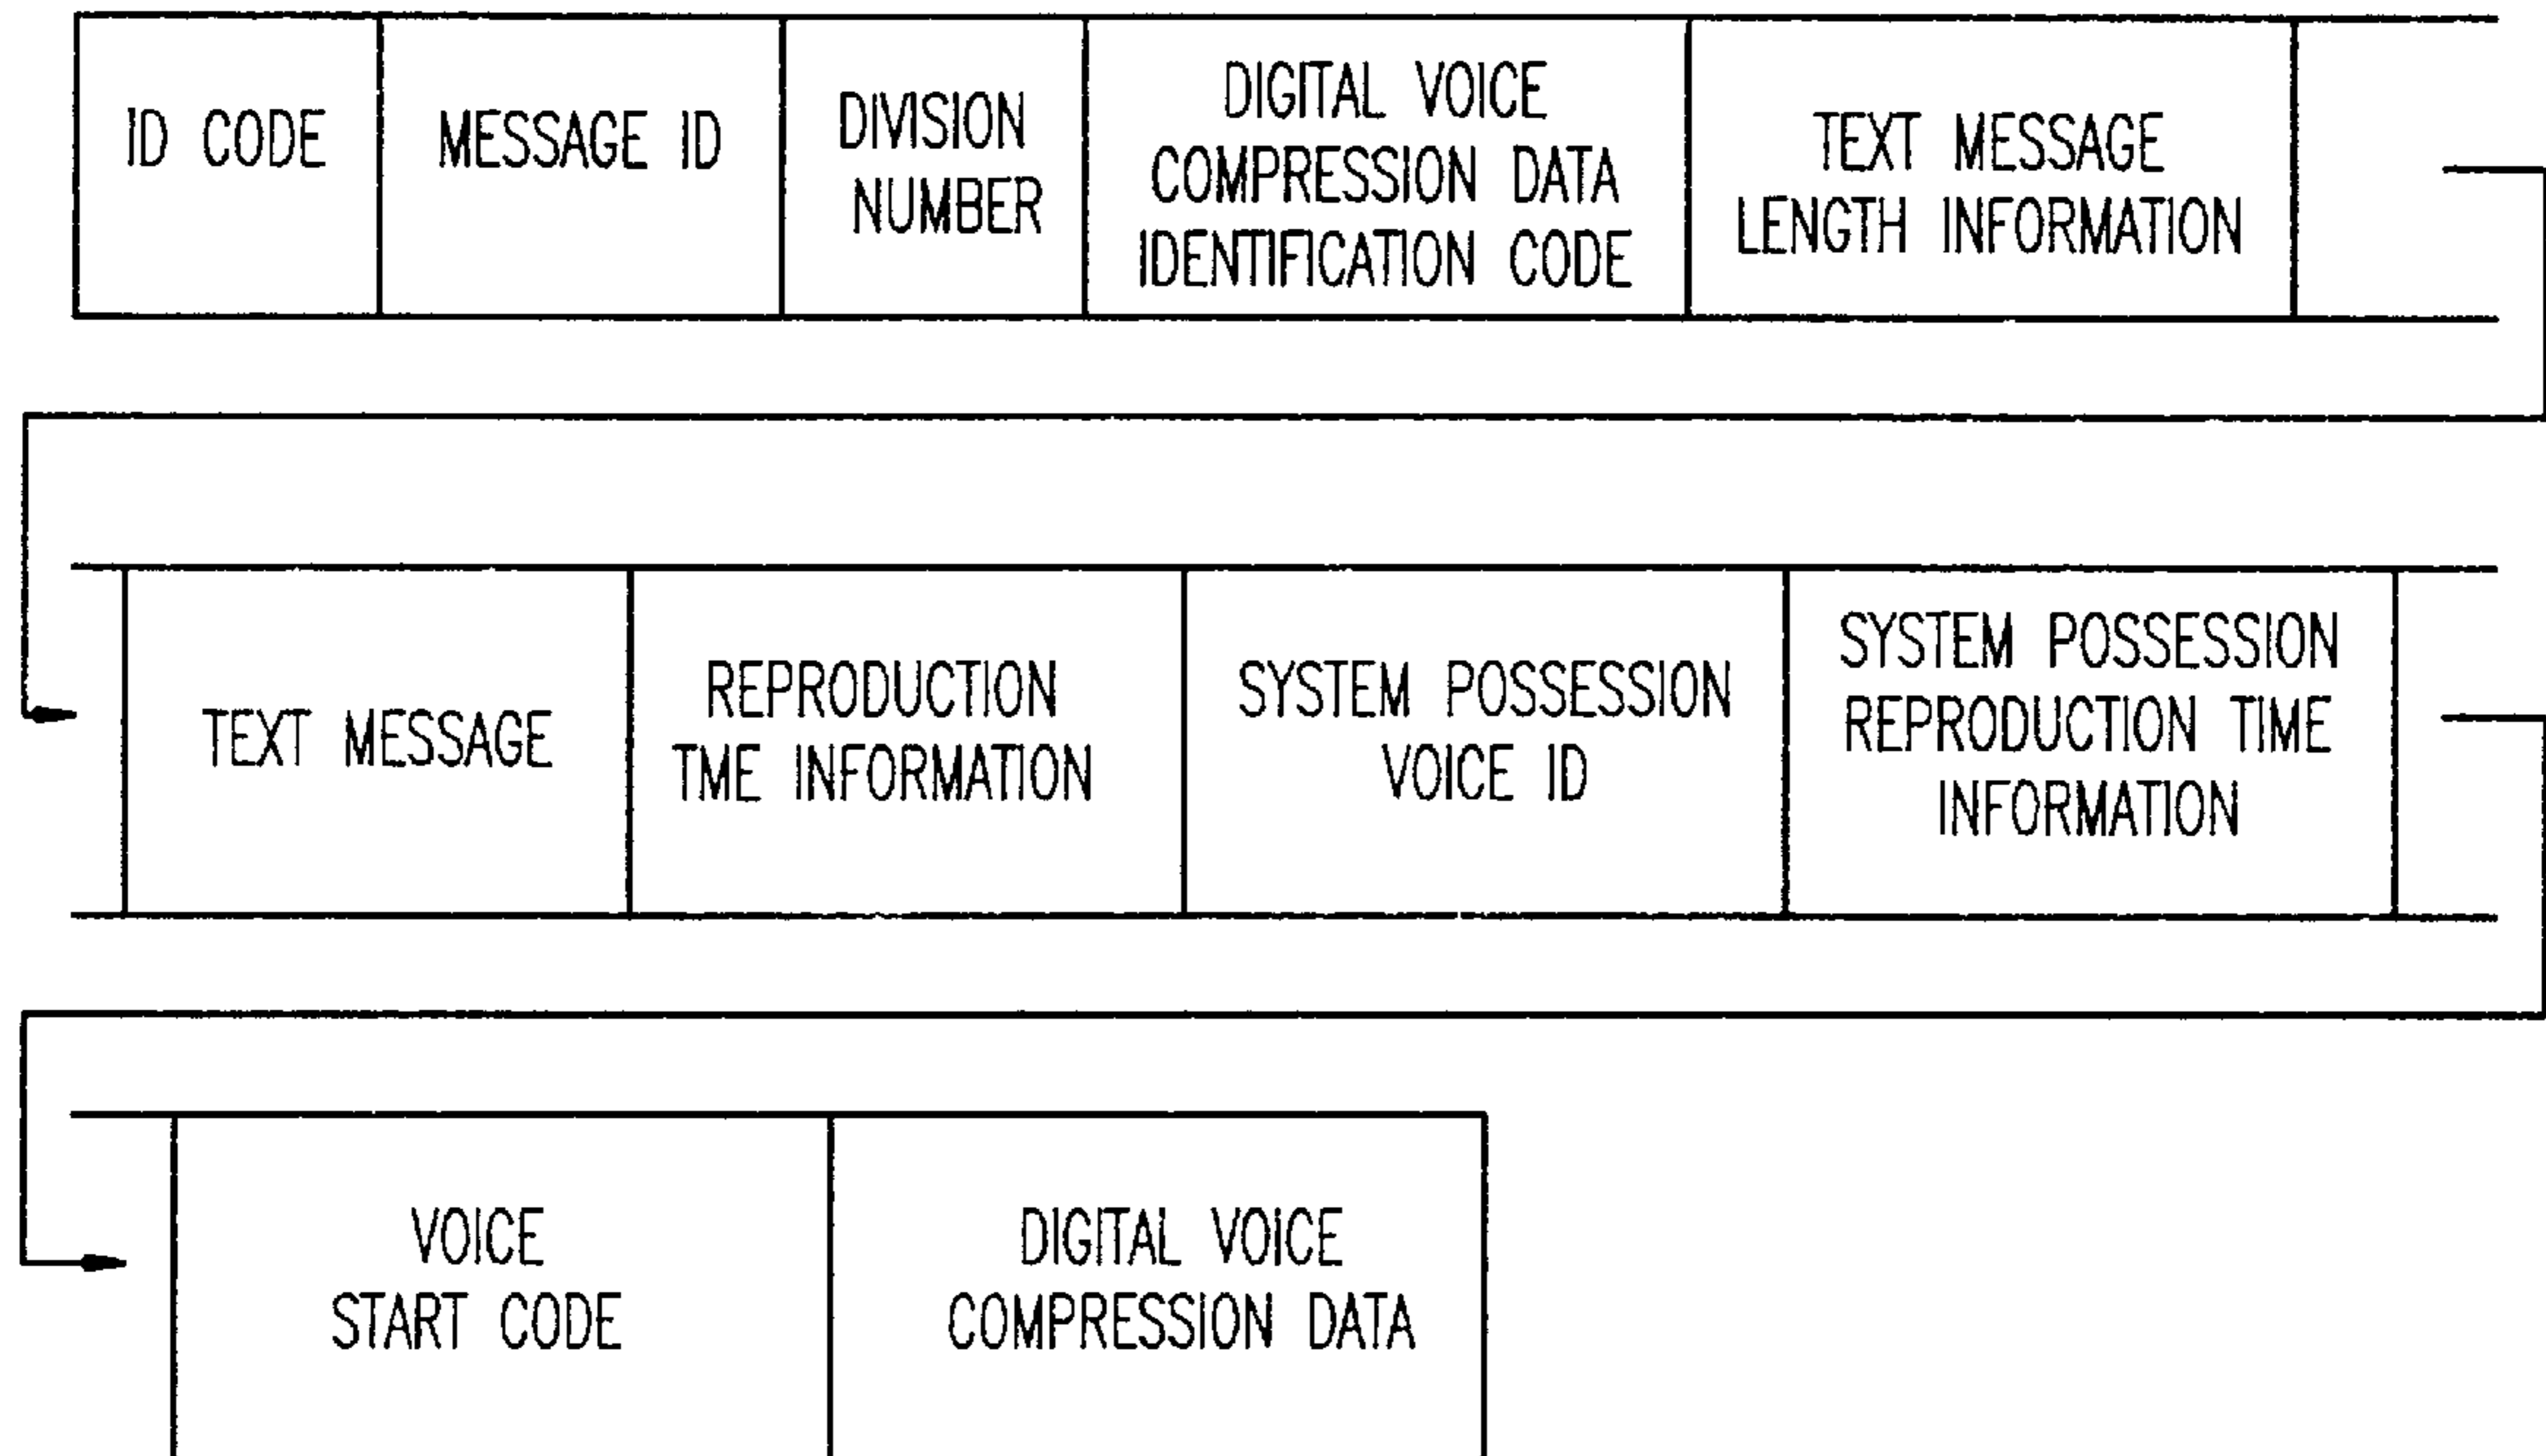 ID CODE
MESSAGE ID
DIVISION
NUMBER
DIGITAL VOICE
COMPRESSION DATA
IDENTIFICATION CODE
TEXT MESSAGE
LENGTH INFORMATION
TEXT MESSAGE
REPRODUCTION
TME INFORMATION
SYSTEM POSSESSION
VOICE ID
SYSTEM POSSESSION
REPRODUCTION TIME
INFORMATION
VOICE
START CODE
DIGITAL VOICE
COMPRESSION DATA